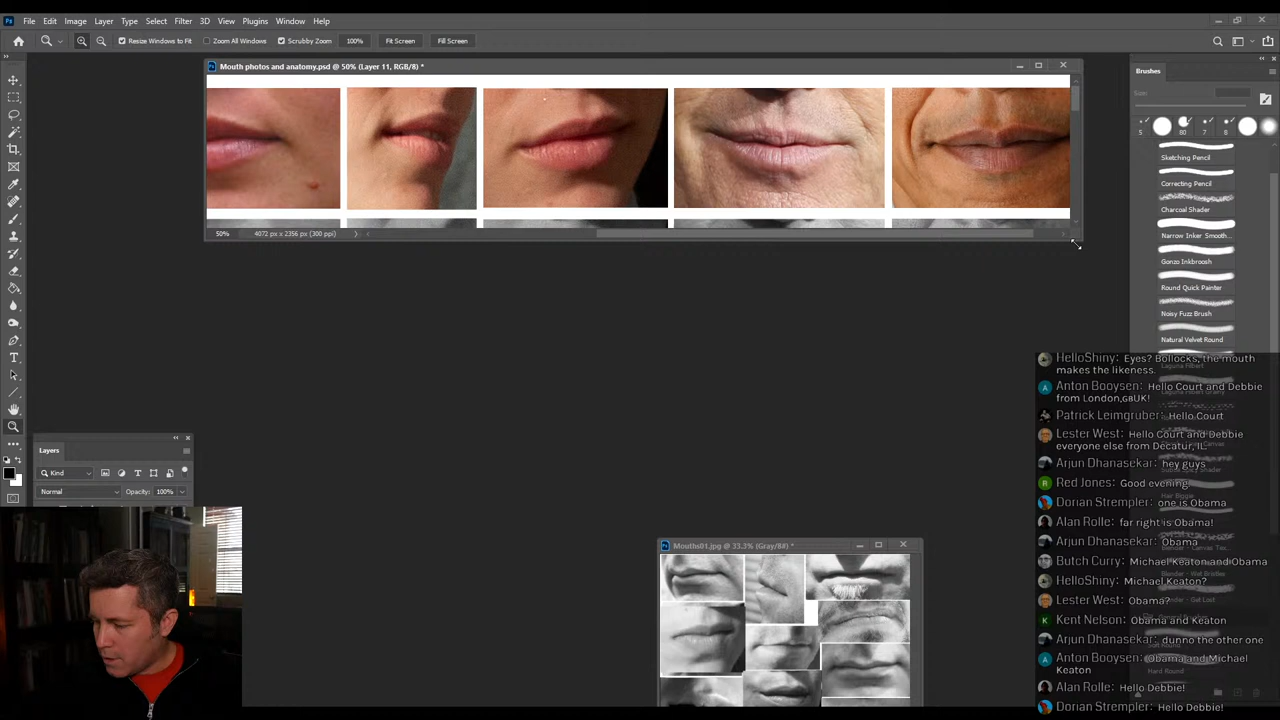 Ps File Edit Image Layer Type Select Filter 3D View Plugins Window Help
Resize Windows to Fit Zoom All Windows Scrubby Zoom 100% Fit Screen Fill Screen
Mouth photos and anatomy.psd @ 50% (Layer 11, RGB/8) *
50% 4072 px x 2356 px (300 ppi)
Brushes
Size:
5 80 7 8
Sketching Pencil
Correcting Pencil
Charcoal Shader
Narrow Inker Smooth...
Gonzo Inkbroosh
Round Quick Painter
Noisy Fuzz Brush
Natural Velvet Round
Layers
Kind
Normal Opacity: 100%
Mouths01.jpg @ 33.3% (Gray/8#) *
HelloShiny: Eyes? Bollocks, the mouth
makes the likeness.
Anton Booysen: Hello Court and Debbie
from London,GBUK!
Patrick Leimgruber: Hello Court
Lester West: Hello Court and Debbie
everyone else from Decatur, IL.
Arjun Dhanasekar: hey guys
Red Jones: Good evening,
Dorian Strempler: one is Obama
Alan Rolle: far right is Obama!
Arjun Dhanasekar: Obama
Butch Curry: Michael Keaton and Obama
HelloShiny: Michael Keaton?
Lester West: Obama?
Kent Nelson: Obama and Keaton
Arjun Dhanasekar: dunno the other one
Anton Booysen: Obama and Michael
Keaton
Alan Rolle: Hello Debbie!
Dorian Strempler: Hello Debbie!